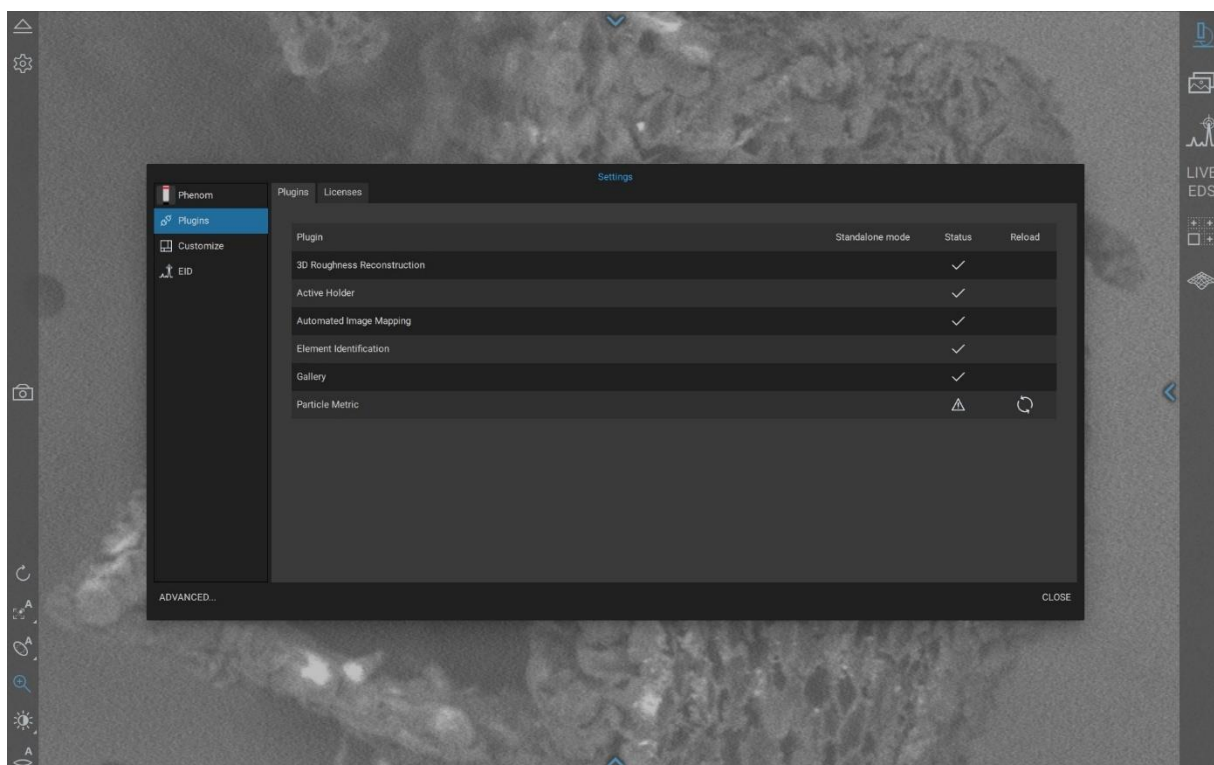 Settings
Phenom
Plugins
Customize
EID
Plugins Licenses
Plugin Standalone mode Status Reload
3D Roughness Reconstruction
Active Holder
Automated Image Mapping
Element Identification
Gallery
Particle Metric
ADVANCED... CLOSE
LIVE
EDS
A
A
A